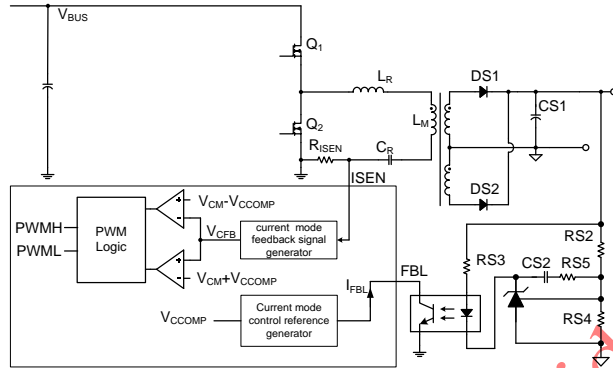 VBUS
Q1
LR
DS1
CS1
LM
Q2
RISEN
CR
ISEN
DS2
VCM-VCCOMP
PWMH
PWML
PWM Logic
VCFB
current mode
feedback signal
generator
VCM+VCCOMP
RS3
CS2
RS5
RS2
FBL
IFBL
VCCOMP
Current mode
control reference
generator
RS4